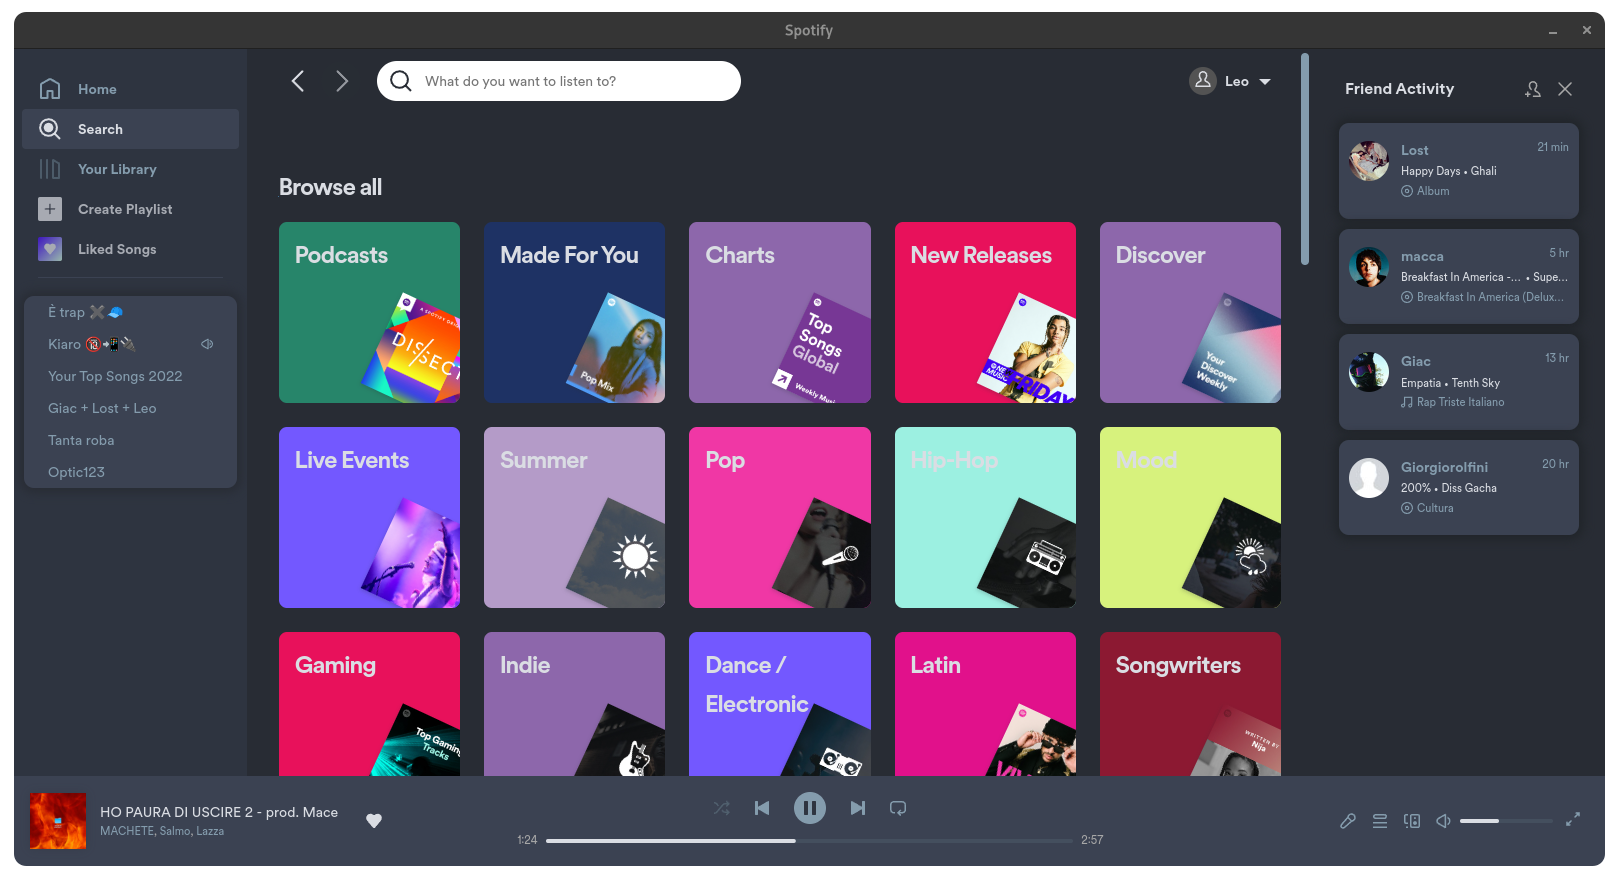 Spotify
Home
Search
Your Library
Create Playlist
Liked Songs
È trap ✖️🧢
Kiaro 📵📲🔌
Your Top Songs 2022
Giac + Lost + Leo
Tanta roba
Optic123
What do you want to listen to?
Leo
Browse all
Podcasts
A SPOTIFY
DISSECT
Made For You
Pop Mix
Charts
Top
Songs
Global
Weekly Musi
New Releases
NEW
MUSIC
FRIDAY
Discover
Your
Discover
Weekly
Live Events
Summer
Pop
Hip-Hop
Mood
Gaming
Top Gaming
Tracks
Indie
Dance /
Electronic
Latin
Songwriters
WRITTEN BY
Nija
Friend Activity
Lost
21 min
Happy Days • Ghali
Album
macca
5 hr
Breakfast In America -... • Supe...
Breakfast In America (Delux...
Giac
13 hr
Empatia • Tenth Sky
Rap Triste Italiano
Giorgiorolfini
20 hr
200% • Diss Gacha
Cultura
HO PAURA DI USCIRE 2 - prod. Mace
MACHETE, Salmo, Lazza
1:24
2:57